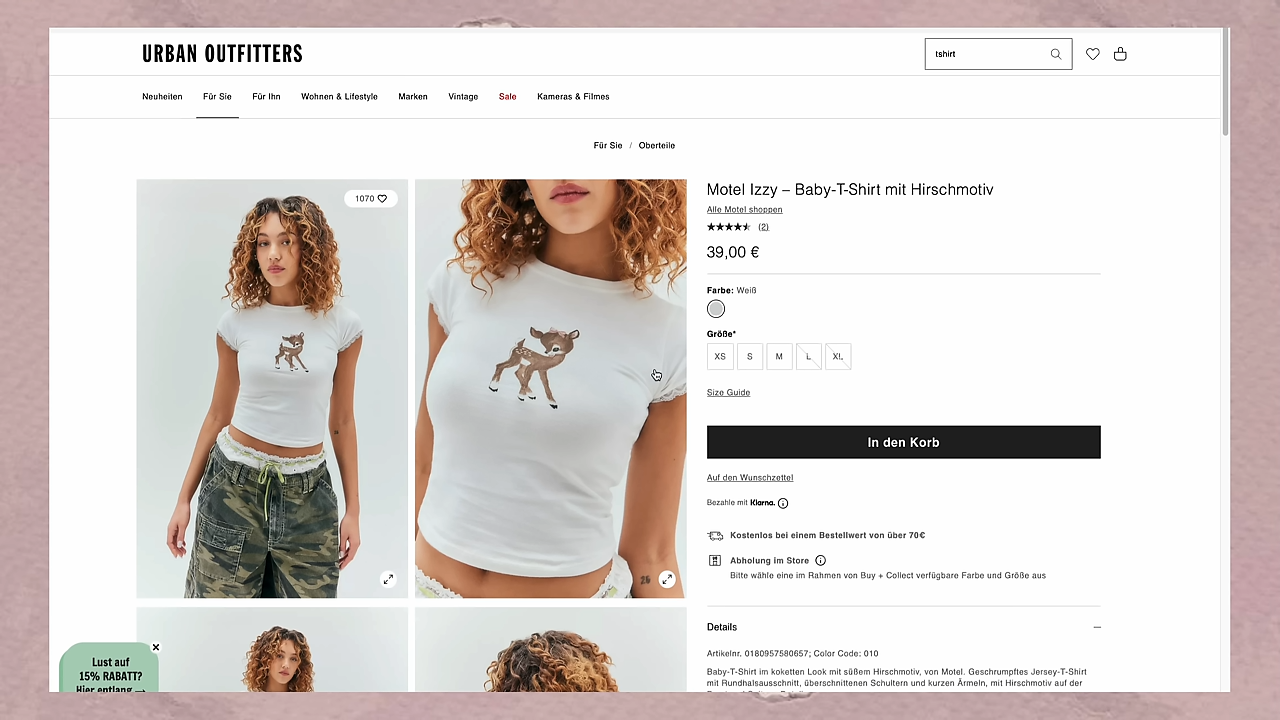 URBAN OUTFITTERS
tshirt
Neuheiten Für Sie Für Ihn Wohnen & Lifestyle Marken Vintage Sale Kameras & Filmes
Für Sie / Oberteile
1070
Motel Izzy – Baby-T-Shirt mit Hirschmotiv
Alle Motel shoppen
(2)
39,00 €
Farbe: Weiß
Größe*
XS S M L XL
Size Guide
In den Korb
Auf den Wunschzettel
Bezahle mit Klarna.
Kostenlos bei einem Bestellwert von über 70€
Abholung im Store
Bitte wähle eine im Rahmen von Buy + Collect verfügbare Farbe und Größe aus
Details
Artikelnr. 0180957580657; Color Code: 010
Baby-T-Shirt im koketten Look mit süßem Hirschmotiv, von Motel. Geschrumpftes Jersey-T-Shirt
mit Rundhalsausschnitt, überschnittenen Schultern und kurzen Ärmeln, mit Hirschmotiv auf der
Lust auf
15% RABATT?
Hier entlang →